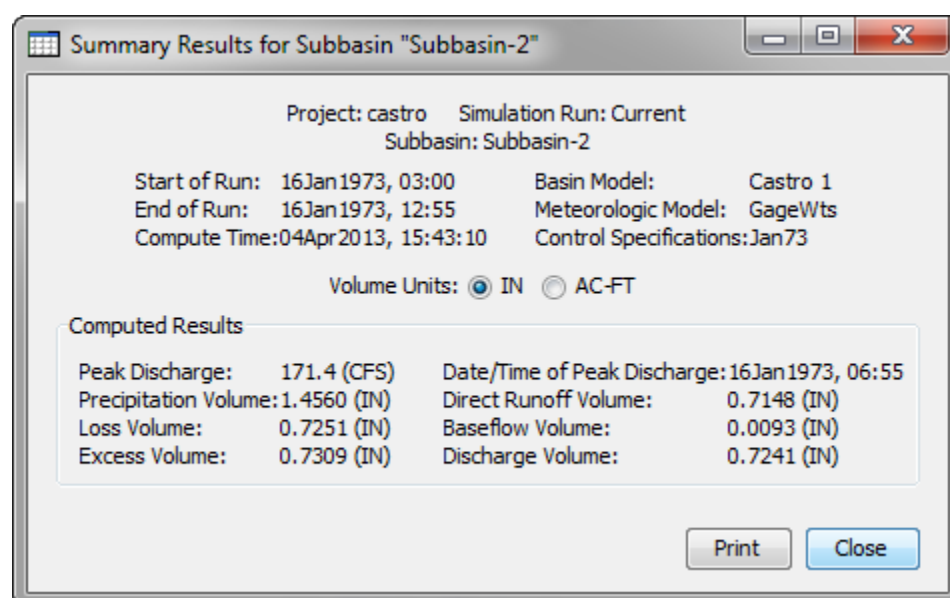 Summary Results for Subbasin "Subbasin-2"
Project: castro Simulation Run: Current
Subbasin: Subbasin-2
Start of Run: 16Jan1973, 03:00 Basin Model: Castro 1
End of Run: 16Jan1973, 12:55 Meteorologic Model: GageWts
Compute Time:04Apr2013, 15:43:10 Control Specifications:Jan73
Volume Units: IN AC-FT
Computed Results
Peak Discharge: 171.4 (CFS) Date/Time of Peak Discharge:16Jan1973, 06:55
Precipitation Volume:1.4560 (IN) Direct Runoff Volume: 0.7148 (IN)
Loss Volume: 0.7251 (IN) Baseflow Volume: 0.0093 (IN)
Excess Volume: 0.7309 (IN) Discharge Volume: 0.7241 (IN)
Print Close